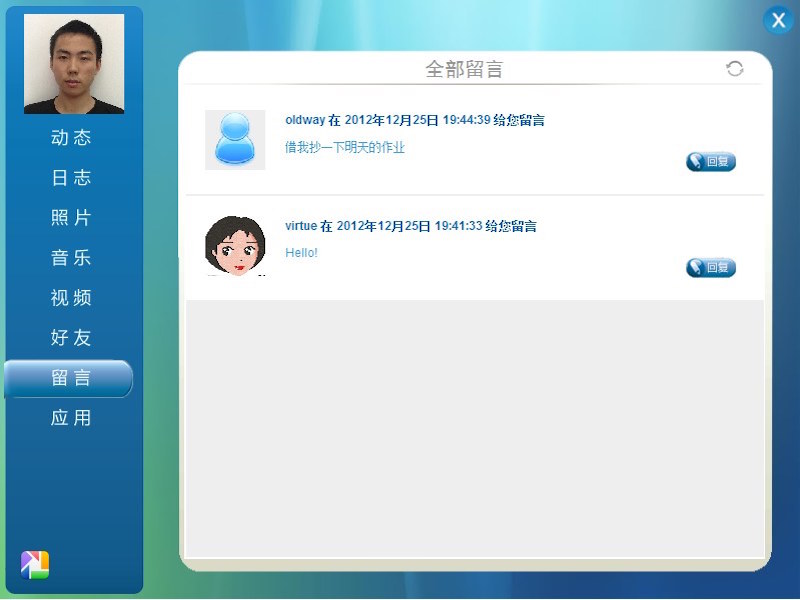 X
全部留言
动态
日志
照片
音乐
视频
好友
留言
应用
oldway 在 2012年12月25日 19:44:39 给您留言
借我抄一下明天的作业
回复
virtue 在 2012年12月25日 19:41:33 给您留言
Hello!
回复